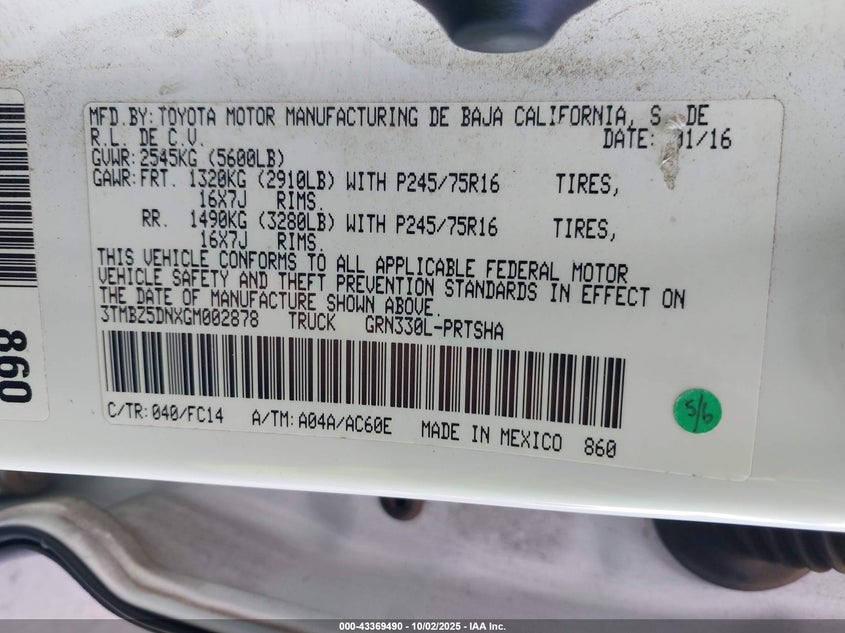 MFD.BY:TOYOTA MOTOR MANUFACTURING DE BAJA CALIFORNIA, S. DE
R.L. DE C.V. DATE: 01/16
GVWR:2545KG (5600LB)
GAWR:FRT. 1320KG (2910LB) WITH P245/75R16 TIRES,
16X7J RIMS.
RR. 1490KG (3280LB) WITH P245/75R16 TIRES,
16X7J RIMS.
THIS VEHICLE CONFORMS TO ALL APPLICABLE FEDERAL MOTOR
VEHICLE SAFETY AND THEFT PREVENTION STANDARDS IN EFFECT ON
THE DATE OF MANUFACTURE SHOWN ABOVE.
3TMBZ5DNXGM002878 TRUCK GRN330L-PRTSHA
C/TR:040/FC14 A/TM:A04A/AC60E MADE IN MEXICO 860
5/6
860
000-43369490 - 10/02/2025 - IAA Inc.